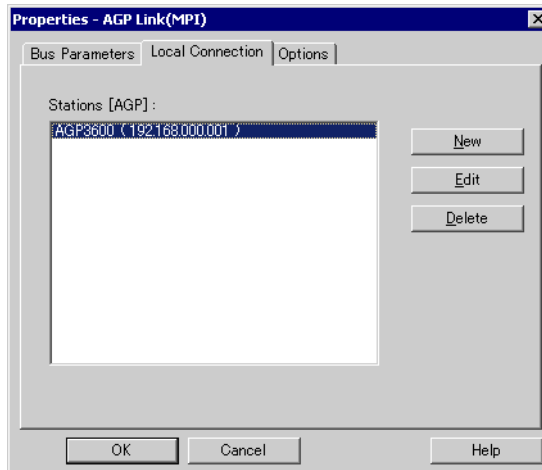 Properties - AGP Link(MPI)
Bus Parameters Local Connection Options
Stations [AGP] :
AGP3600 ( 192.168.000.001 )
New
Edit
Delete
OK Cancel Help